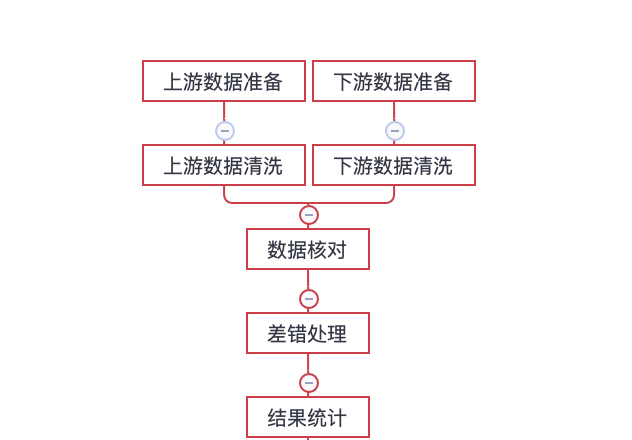 上游数据准备
下游数据准备
上游数据清洗
下游数据清洗
数据核对
差错处理
结果统计